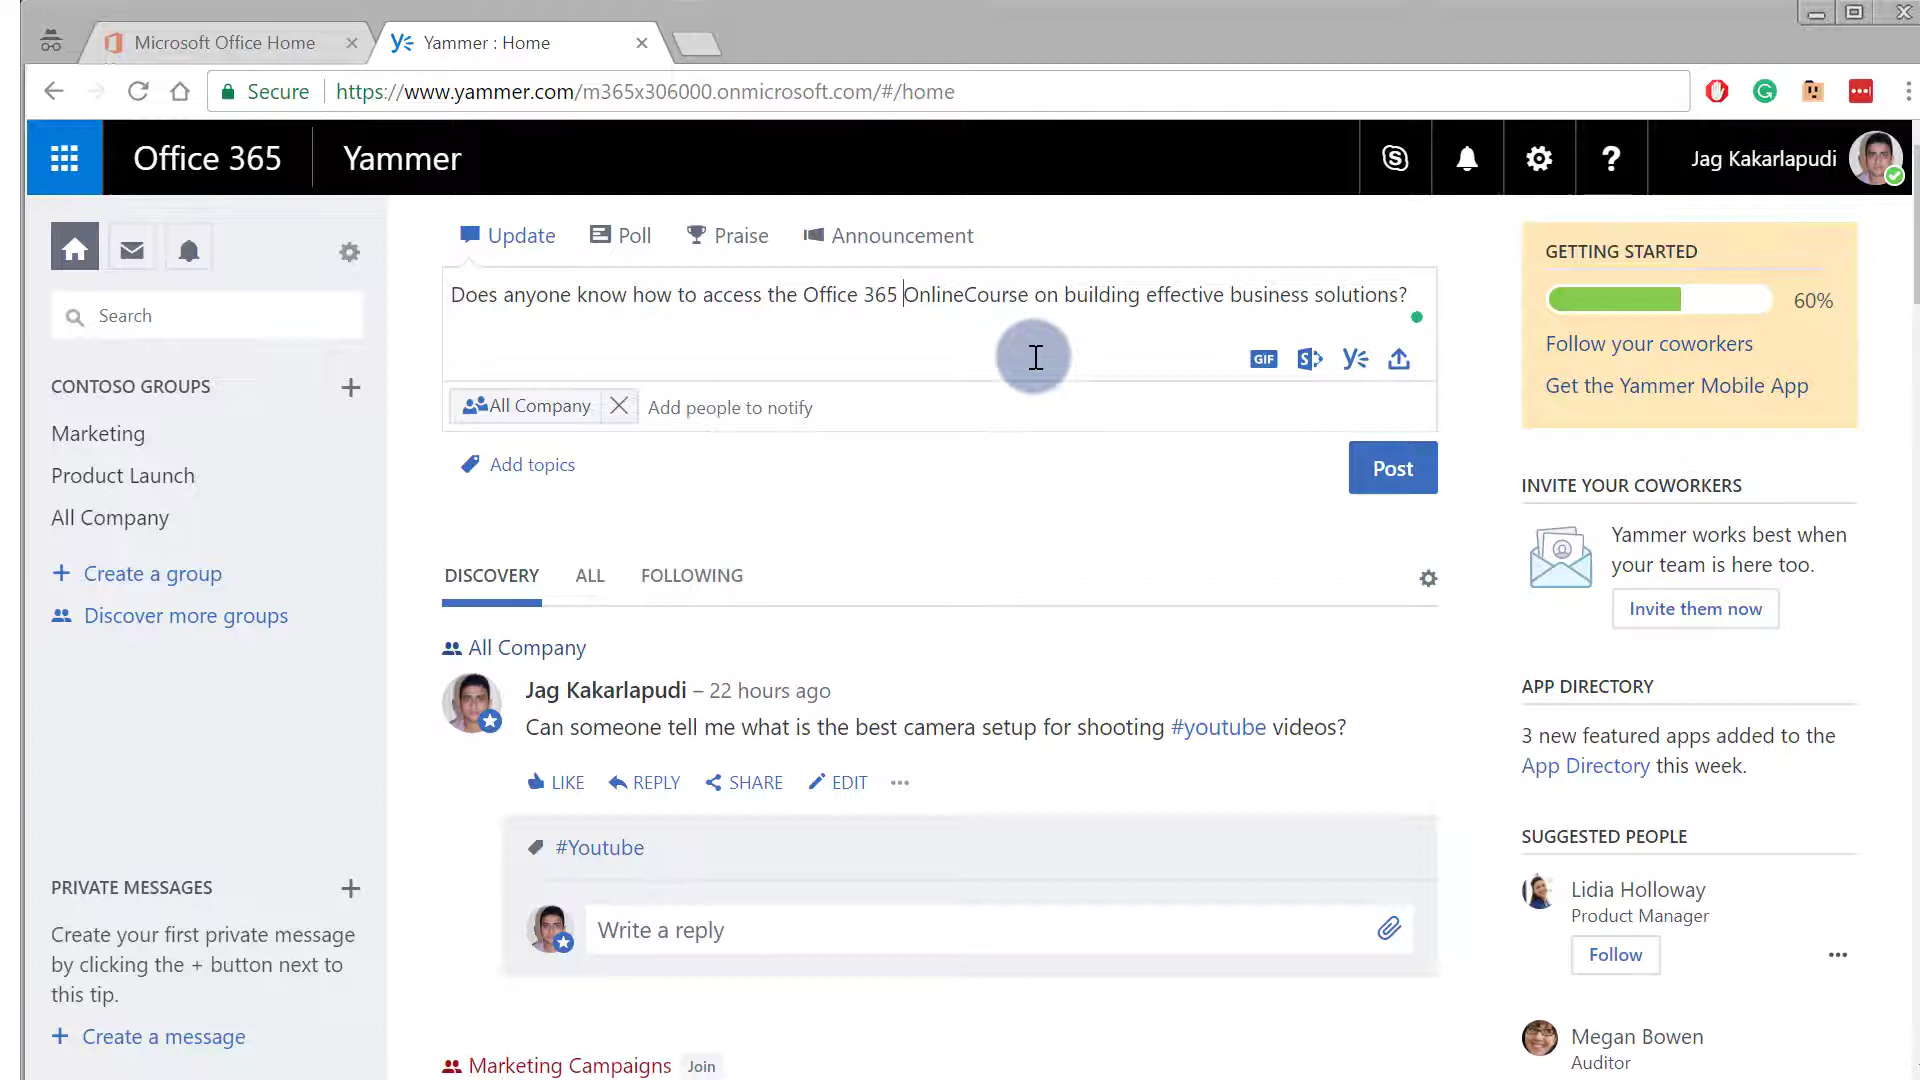 Microsoft Office Home
Yammer : Home
Secure
https://www.yammer.com/m365x306000.onmicrosoft.com/#/home
Office 365
Yammer
Jag Kakarlapudi
Search
CONTOSO GROUPS
Marketing
Product Launch
All Company
Create a group
Discover more groups
PRIVATE MESSAGES
Create your first private message
by clicking the + button next to
this tip.
Create a message
Update
Poll
Praise
Announcement
Does anyone know how to access the Office 365 OnlineCourse on building effective business solutions?
GIF
All Company
Add people to notify
Add topics
Post
DISCOVERY
ALL
FOLLOWING
All Company
Jag Kakarlapudi – 22 hours ago
Can someone tell me what is the best camera setup for shooting #youtube videos?
LIKE
REPLY
SHARE
EDIT
#Youtube
Write a reply
Marketing Campaigns
Join
GETTING STARTED
60%
Follow your coworkers
Get the Yammer Mobile App
INVITE YOUR COWORKERS
Yammer works best when
your team is here too.
Invite them now
APP DIRECTORY
3 new featured apps added to the
App Directory this week.
SUGGESTED PEOPLE
Lidia Holloway
Product Manager
Follow
Megan Bowen
Auditor